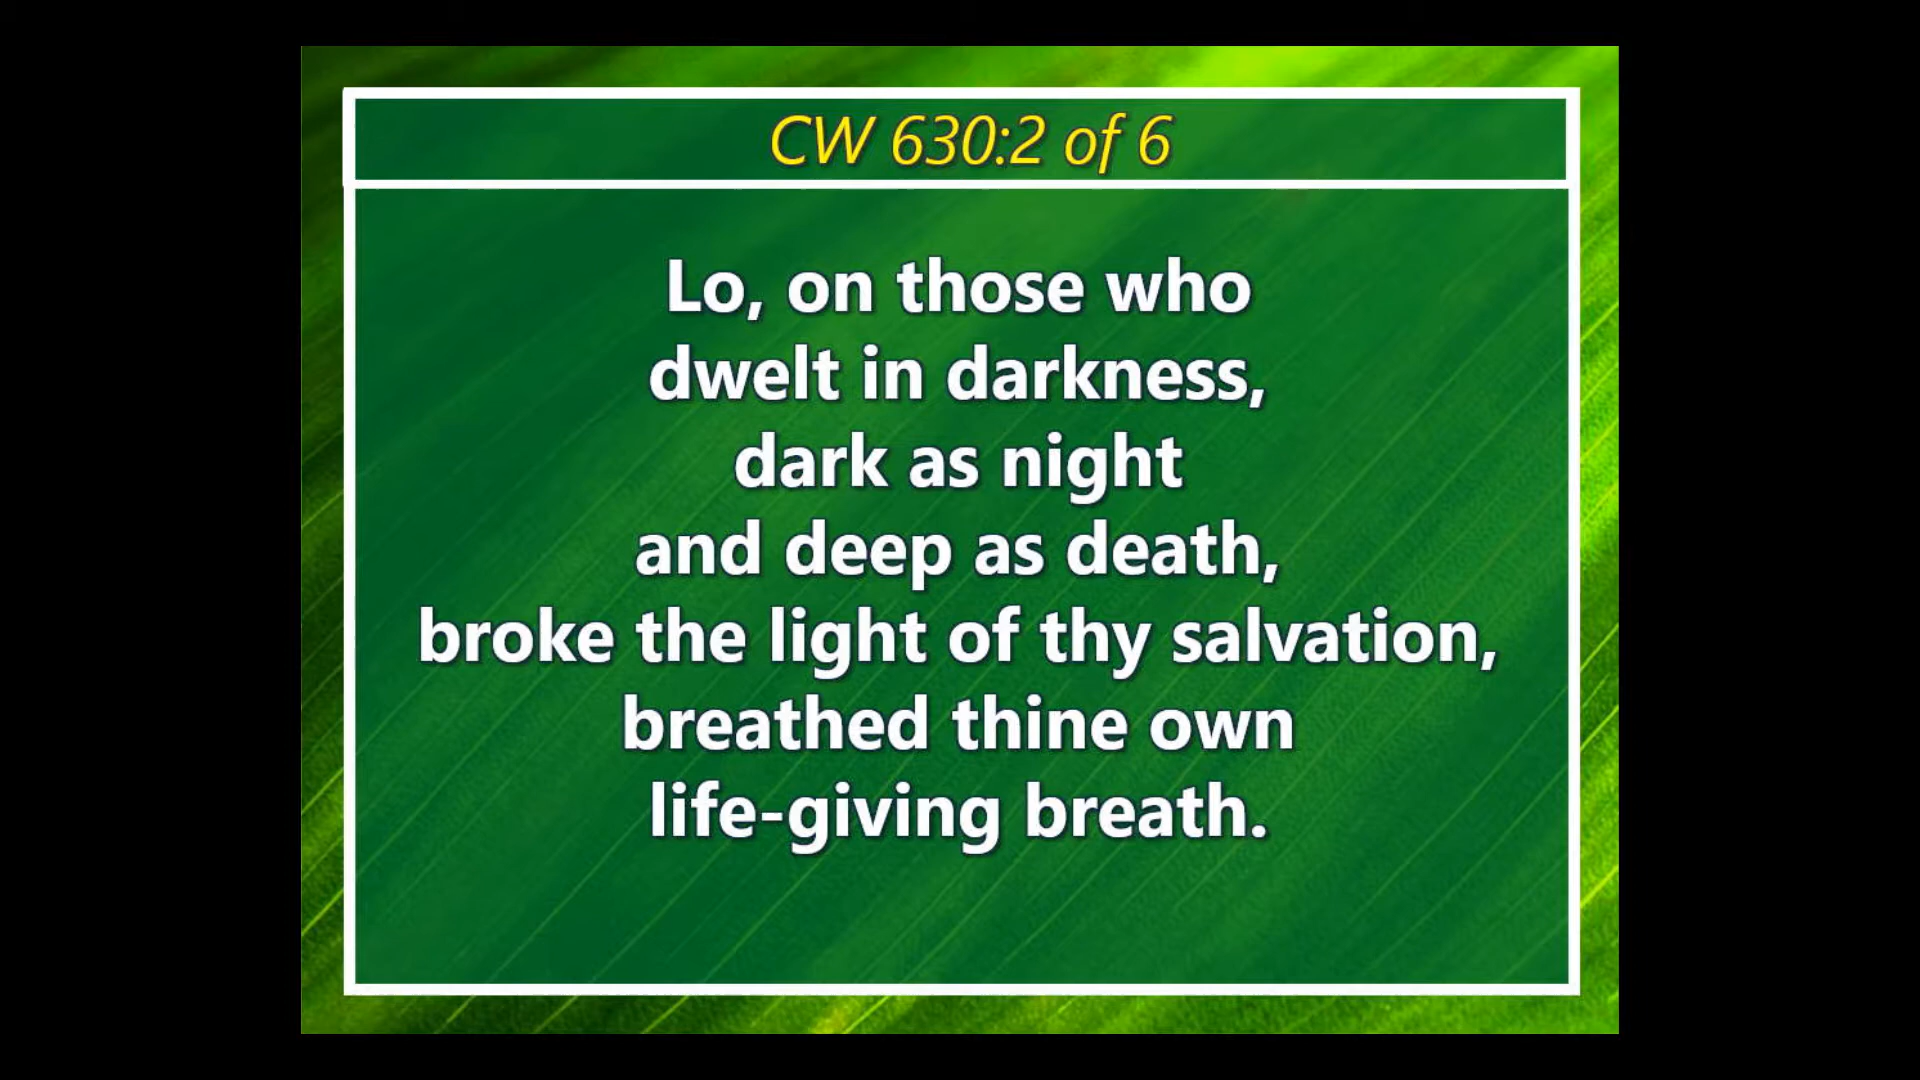 CW 630:2 of 6
Lo, on those who
dwelt in darkness,
dark as night
and deep as death,
broke the light of thy salvation,
breathed thine own
life-giving breath.